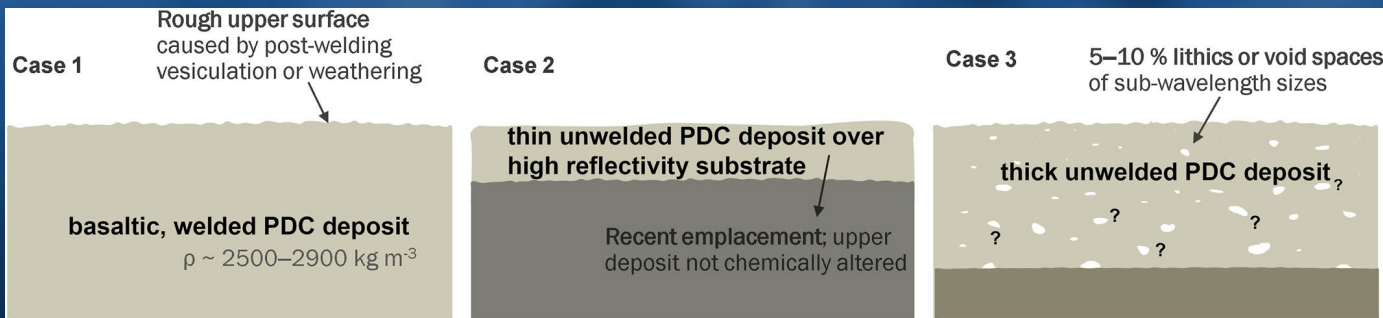 Case 1
Rough upper surface
caused by post-welding
vesiculation or weathering
basaltic, welded PDC deposit
ρ ~ 2500–2900 kg m-3
Case 2
thin unwelded PDC deposit over
high reflectivity substrate
Recent emplacement; upper
deposit not chemically altered
Case 3
5–10 % lithics or void spaces
of sub-wavelength sizes
thick unwelded PDC deposit
?
?
?
?
?